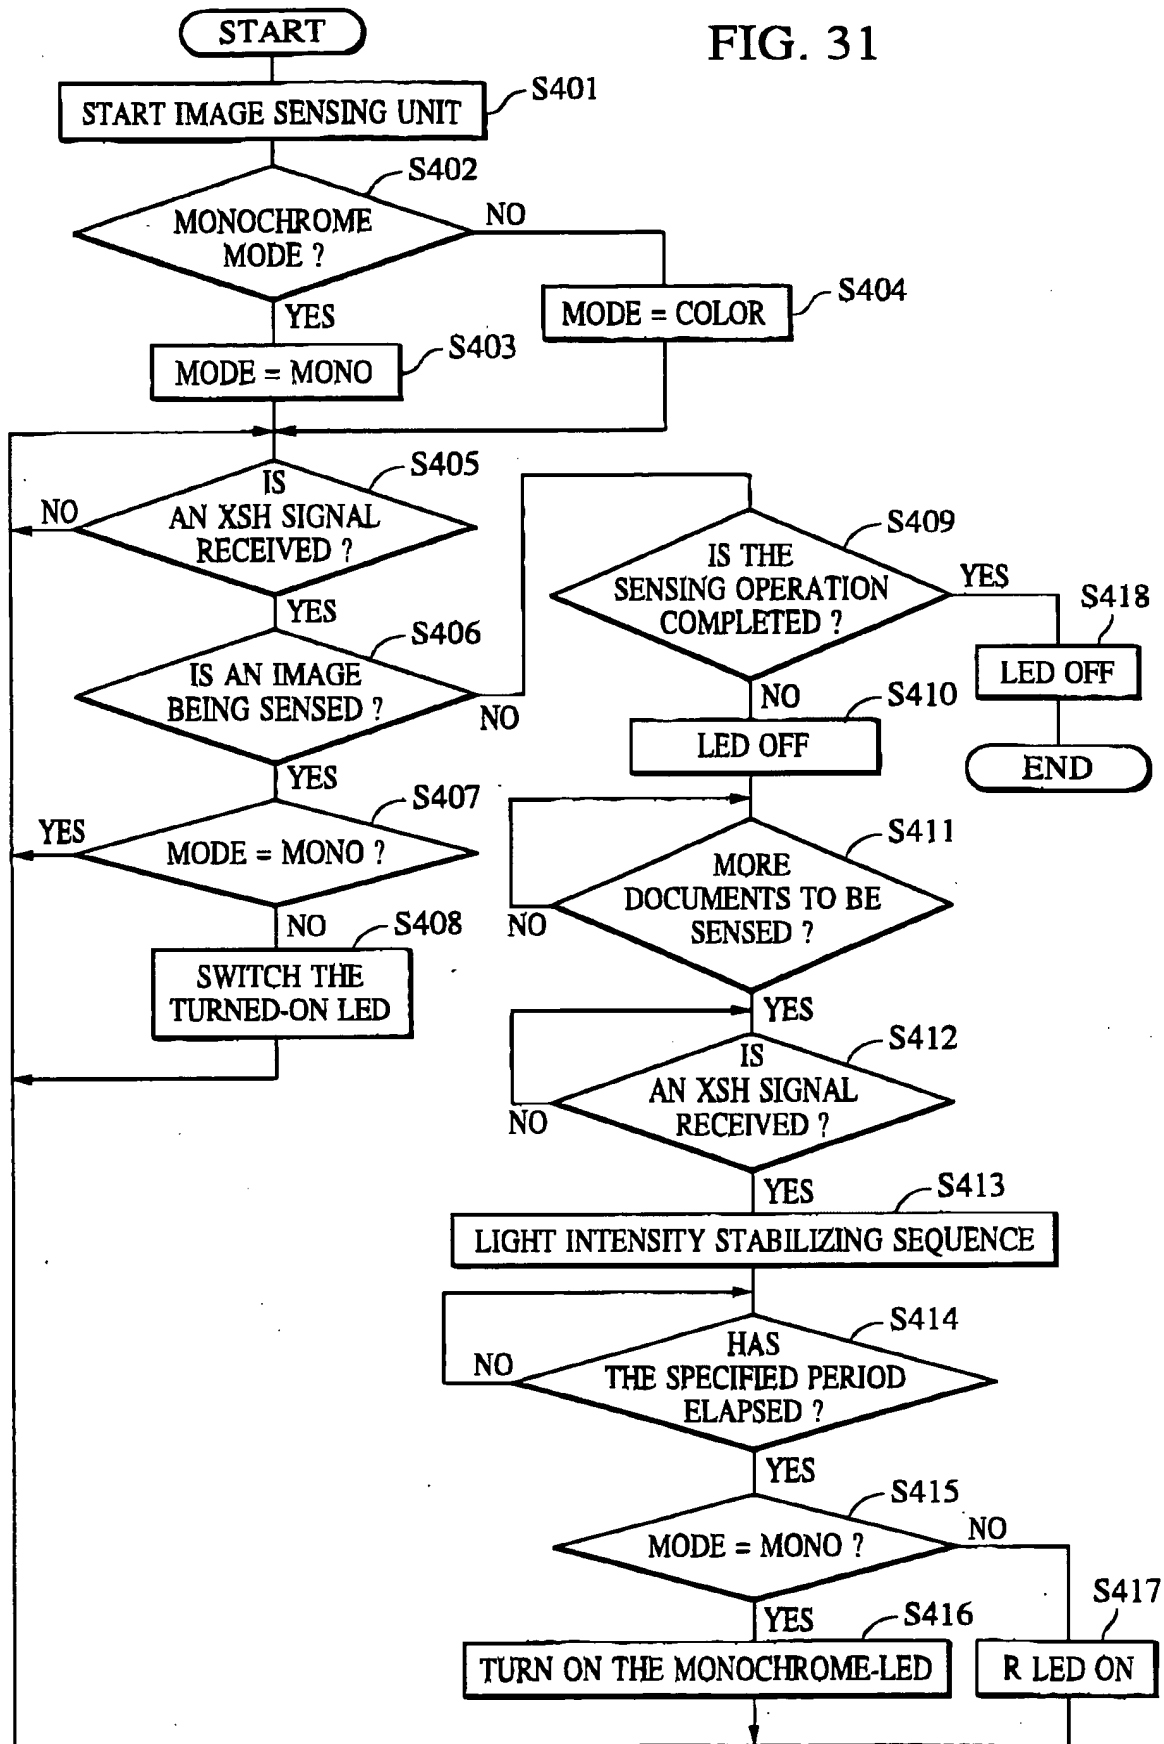 START
FIG. 31
START IMAGE SENSING UNIT
S401
S402
MONOCHROME
MODE ?
NO
YES
MODE = COLOR
S404
MODE = MONO
S403
S405
IS
AN XSH SIGNAL
RECEIVED ?
NO
YES
S406
IS AN IMAGE
BEING SENSED ?
NO
YES
S407
MODE = MONO ?
YES
NO
S408
SWITCH THE
TURNED-ON LED
S409
IS THE
SENSING OPERATION
COMPLETED ?
YES
S418
LED OFF
END
NO
S410
LED OFF
S411
MORE
DOCUMENTS TO BE
SENSED ?
NO
YES
S412
IS
AN XSH SIGNAL
RECEIVED ?
NO
YES
S413
LIGHT INTENSITY STABILIZING SEQUENCE
S414
HAS
THE SPECIFIED PERIOD
ELAPSED ?
NO
YES
S415
MODE = MONO ?
NO
YES
S416
TURN ON THE MONOCHROME-LED
S417
R LED ON